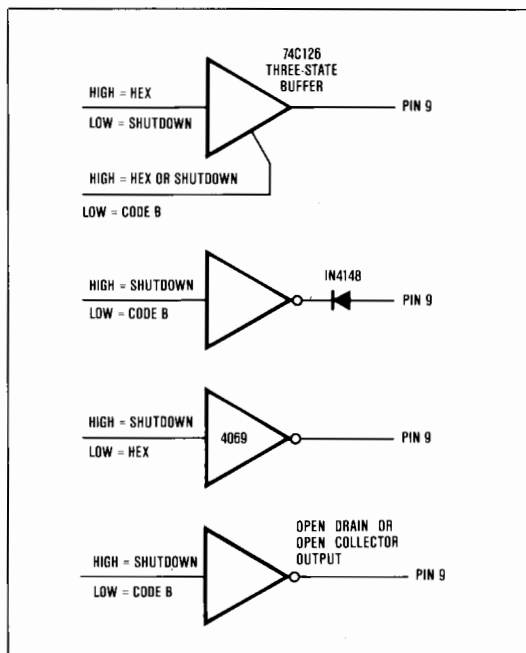 74C126
THREE-STATE
BUFFER
HIGH = HEX
LOW = SHUTDOWN
PIN 9
HIGH = HEX OR SHUTDOWN
LOW = CODE B
HIGH = SHUTDOWN
LOW = CODE B
IN4148
PIN 9
HIGH = SHUTDOWN
LOW = HEX
4069
PIN 9
HIGH = SHUTDOWN
LOW = CODE B
OPEN DRAIN OR
OPEN COLLECTOR
OUTPUT
PIN 9